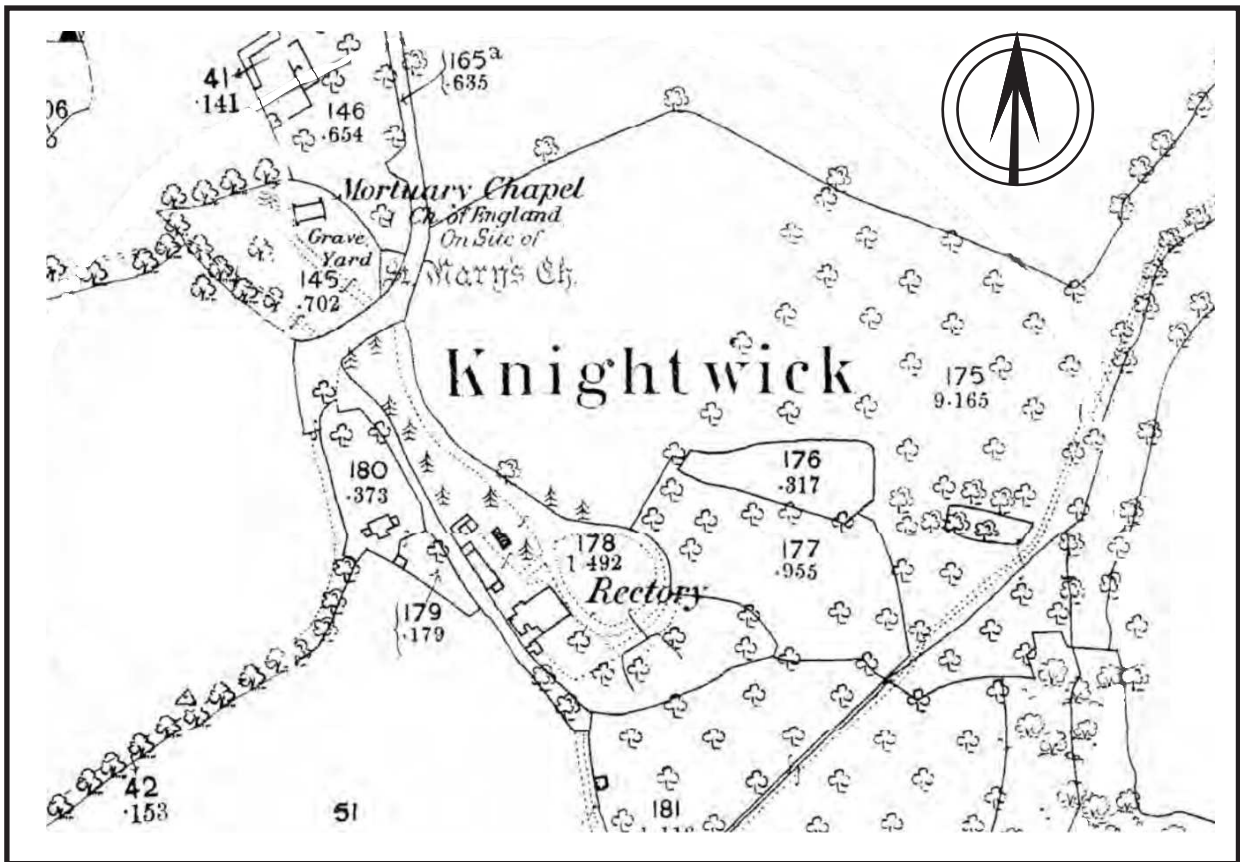 41
.141
165a
.635
06
146
.654
Mortuary Chapel
Ch. of England
On Site of
St. Mary's Ch.
Grave
Yard
145
.702
Knightwick
175
9.165
176
.317
180
.373
178
1.492
177
.955
Rectory
179
.179
42
.153
51
181